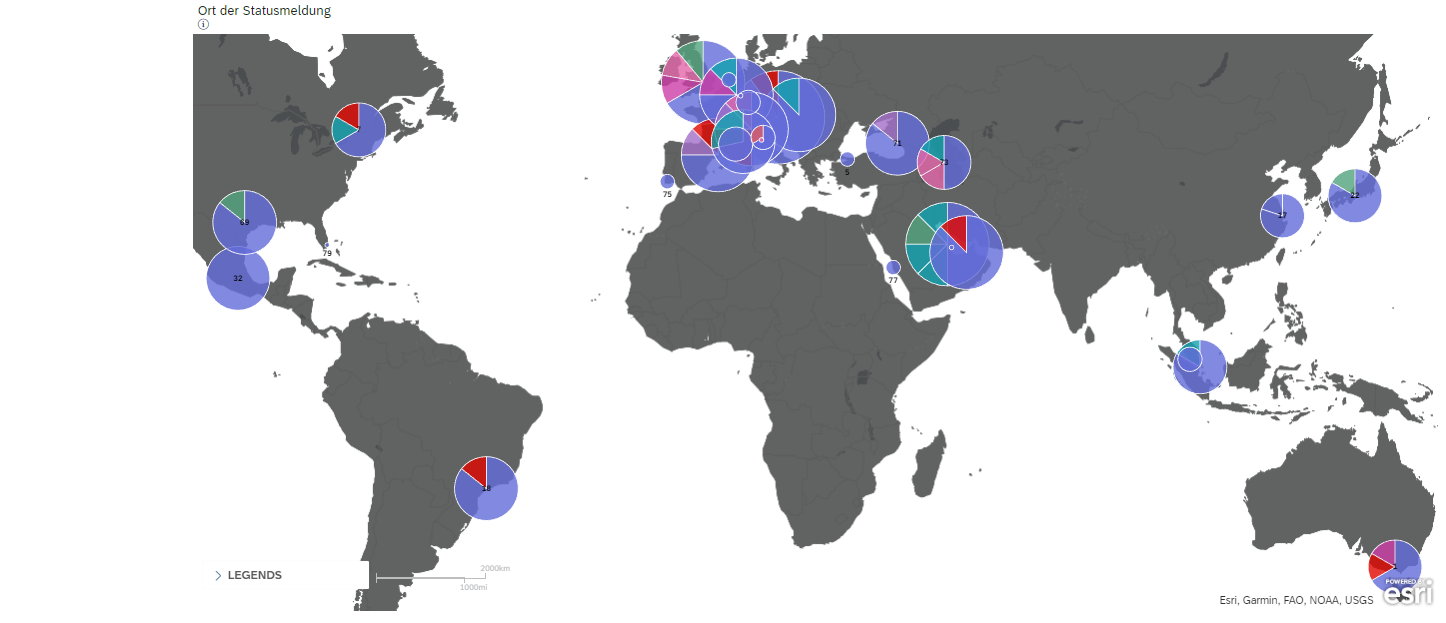 Ort der Statusmeldung
i
71
73
5
75
22
17
69
79
32
77
18
LEGENDS
2000km
1000mi
POWERED BY
esri
Esri, Garmin, FAO, NOAA, USGS